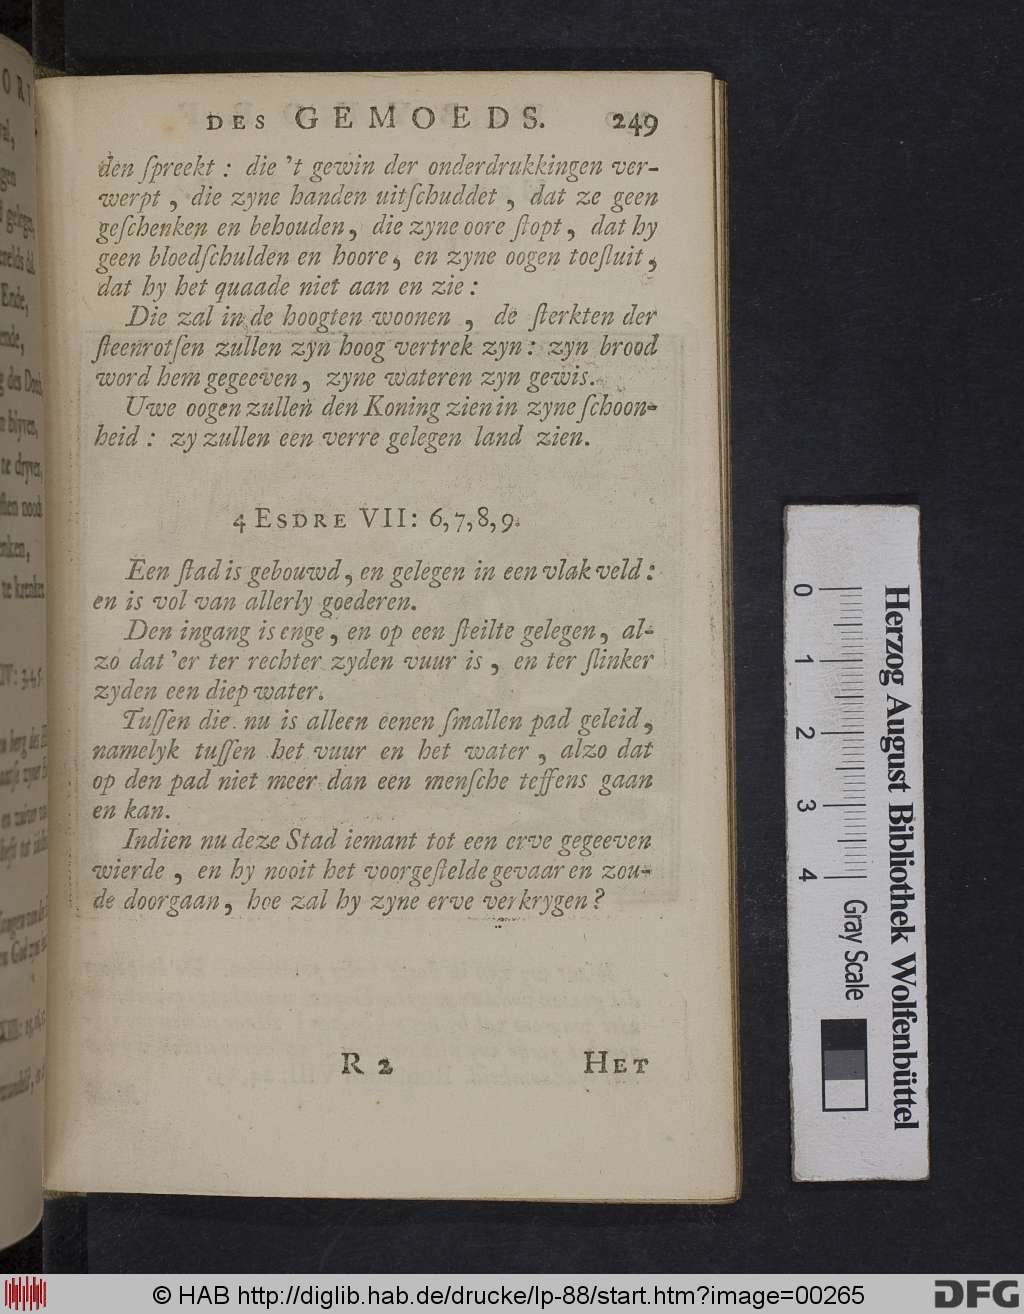 DES GEMOEDS. 249
den ſpreekt : die 't gewin der onderdrukkingen ver-
werpt , die zyne handen uitſchuddet , dat ze geen
geſchenken en behouden, die zyne oore ſtopt, dat hy
geen bloedſchulden en hoore, en zyne oogen toeſluit,
dat hy het quaade niet aan en zie :
Die zal in de hoogten woonen , de ſterkten der
ſteenrotſen zullen zyn hoog vertrek zyn : zyn brood
word hem gegeeven, zyne wateren zyn gewis.
Uwe oogen zullen den Koning zien in zyne ſchoon-
heid : zy zullen een verre gelegen land zien.
4 ESDRE VII: 6, 7, 8, 9.
Een ſtad is gebouwd, en gelegen in een vlak veld :
en is vol van allerly goederen.
Den ingang is enge, en op een ſteilte gelegen, al-
zo dat 'er ter rechter zyden vuur is , en ter ſlinker
zyden een diep water.
Tuſſen die nu is alleen eenen ſmallen pad geleid,
namelyk tuſſen het vuur en het water , alzo dat
op den pad niet meer dan een menſche teffens gaan
en kan.
Indien nu deze Stad iemant tot een erve gegeeven
wierde , en hy nooit het voorgeſtelde gevaar en zou-
de doorgaan, hoe zal hy zyne erve verkrygen?
R 2 HET
0 1 2 3 4 Gray Scale
Herzog August Bibliothek Wolfenbüttel
© HAB http://diglib.hab.de/drucke/lp-88/start.htm?image=00265
DFG